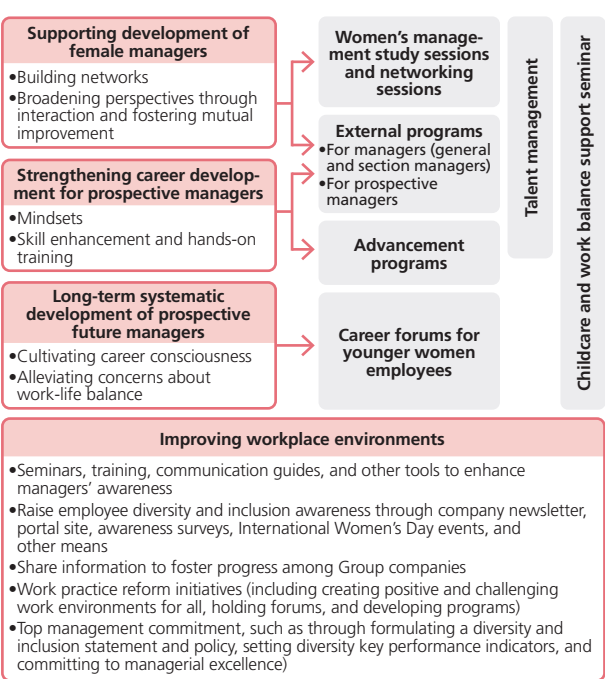 Supporting development of
female managers
•Building networks
•Broadening perspectives through
interaction and fostering mutual
improvement
Strengthening career develop-
ment for prospective managers
•Mindsets
•Skill enhancement and hands-on
training
Long-term systematic
development of prospective
future managers
•Cultivating career consciousness
•Alleviating concerns about
work-life balance
Women's manage-
ment study sessions
and networking
sessions
External programs
•For managers (general
and section managers)
•For prospective
managers
Advancement
programs
Career forums for
younger women
employees
Talent management
Childcare and work balance support seminar
Improving workplace environments
•Seminars, training, communication guides, and other tools to enhance
managers' awareness
•Raise employee diversity and inclusion awareness through company newsletter,
portal site, awareness surveys, International Women's Day events, and
other means
•Share information to foster progress among Group companies
•Work practice reform initiatives (including creating positive and challenging
work environments for all, holding forums, and developing programs)
•Top management commitment, such as through formulating a diversity and
inclusion statement and policy, setting diversity key performance indicators, and
committing to managerial excellence)